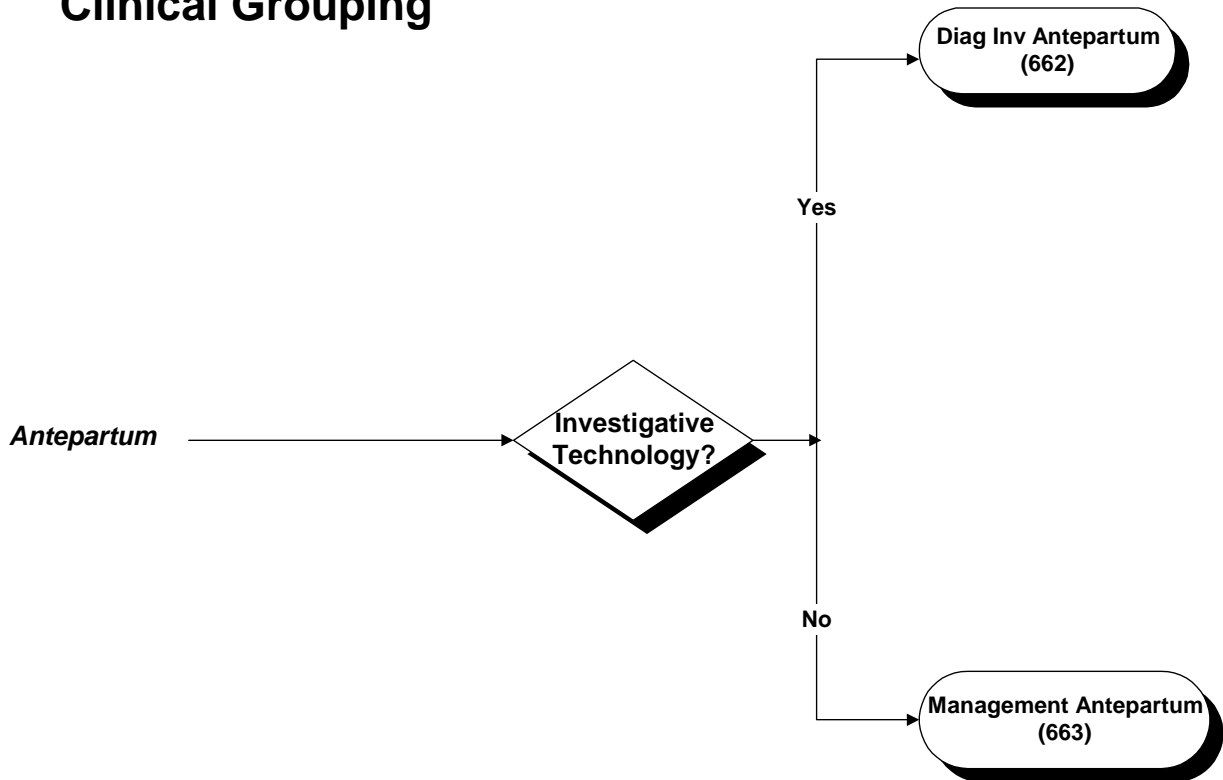 Clinical Grouping
Diag Inv Antepartum
(662)
Yes
Antepartum
Investigative
Technology?
No
Management Antepartum
(663)